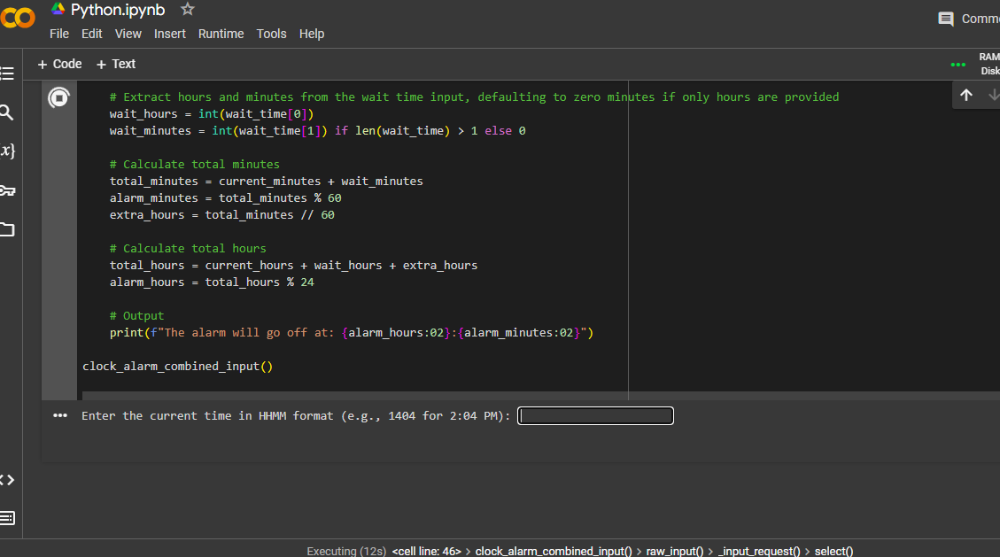 Python.ipynb
File Edit View Insert Runtime Tools Help
Comm
+ Code + Text
RAM
Disk
# Extract hours and minutes from the wait time input, defaulting to zero minutes if only hours are provided
wait_hours = int(wait_time[0])
wait_minutes = int(wait_time[1]) if len(wait_time) > 1 else 0
{x}
# Calculate total minutes
total_minutes = current_minutes + wait_minutes
alarm_minutes = total_minutes % 60
extra_hours = total_minutes // 60
# Calculate total hours
total_hours = current_hours + wait_hours + extra_hours
alarm_hours = total_hours % 24
# Output
print(f"The alarm will go off at: {alarm_hours:02}:{alarm_minutes:02}")
clock_alarm_combined_input()
Enter the current time in HHMM format (e.g., 1404 for 2:04 PM):
Executing (12s) <cell line: 46> > clock_alarm_combined_input() > raw_input() > _input_request() > select()